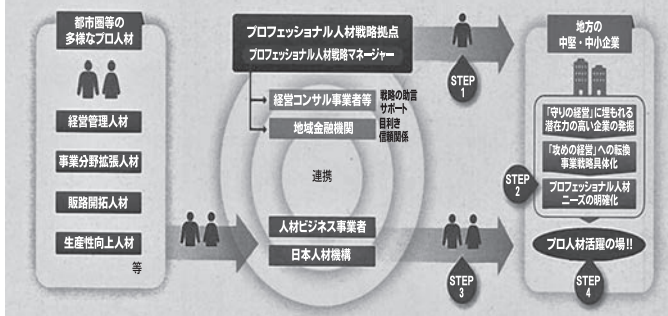 都市圏等の
多様なプロ人材
経営管理人材
事業分野拡張人材
販路開拓人材
生産性向上人材
等
プロフェッショナル人材戦略拠点
プロフェッショナル人材戦略マネージャー
経営コンサル事業者等
戦略の助言
サポート
地域金融機関
目利き
信頼関係
連携
人材ビジネス事業者
日本人材機構
STEP
1
STEP
3
地方の
中堅・中小企業
「守りの経営」に埋もれる
潜在力の高い企業の発掘
「攻めの経営」への転換
事業戦略具体化
STEP
2
プロフェッショナル人材
ニーズの明確化
プロ人材活躍の場!!
STEP
4